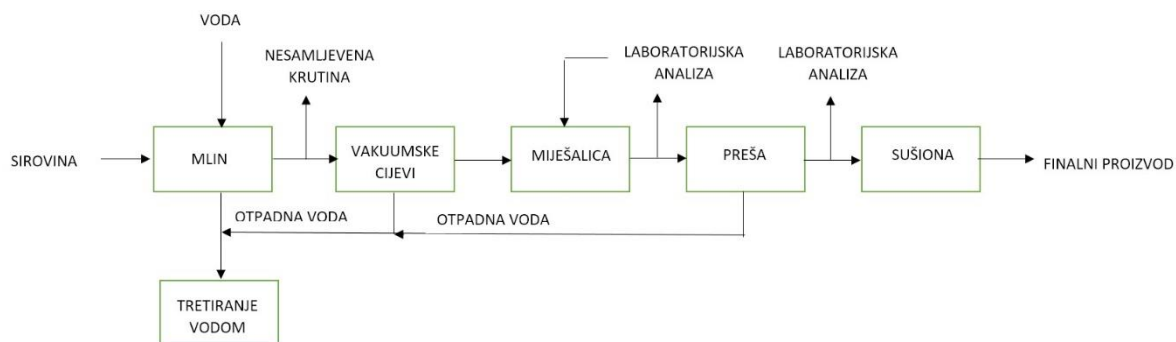 VODA
NESAMLJEVENA
KRUTINA
LABORATORIJSKA
ANALIZA
LABORATORIJSKA
ANALIZA
SIROVINA
MLIN
VAKUUMSKE
CIJEVI
MIJEŠALICA
PREŠA
SUŠIONA
FINALNI PROIZVOD
OTPADNA VODA
OTPADNA VODA
TRETIRANJE
VODOM